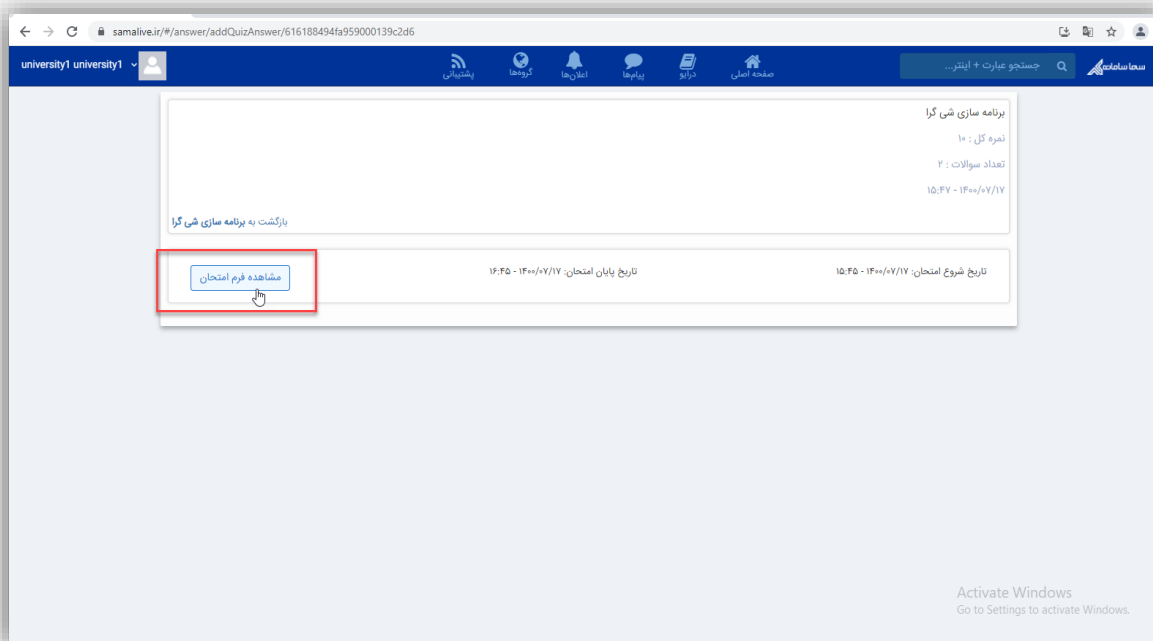 samalive.ir/#/answer/addQuizAnswer/616188494fa959000139c2d6
university1 university1
پشتیبانی
گروه‌ها
اعلان‌ها
پیام‌ها
درایو
صفحه اصلی
جستجو عبارت + اینتر...
سما سامانه
برنامه سازی شی گرا
نمره کل : ۱۰
تعداد سوالات : ۲
۱۴۰۰/۰۷/۱۷ - ۱۵:۴۷
بازگشت به برنامه سازی شی گرا
تاریخ شروع امتحان: ۱۴۰۰/۰۷/۱۷ - ۱۵:۴۵
تاریخ پایان امتحان: ۱۴۰۰/۰۷/۱۷ - ۱۶:۴۵
مشاهده فرم امتحان
Activate Windows
Go to Settings to activate Windows.